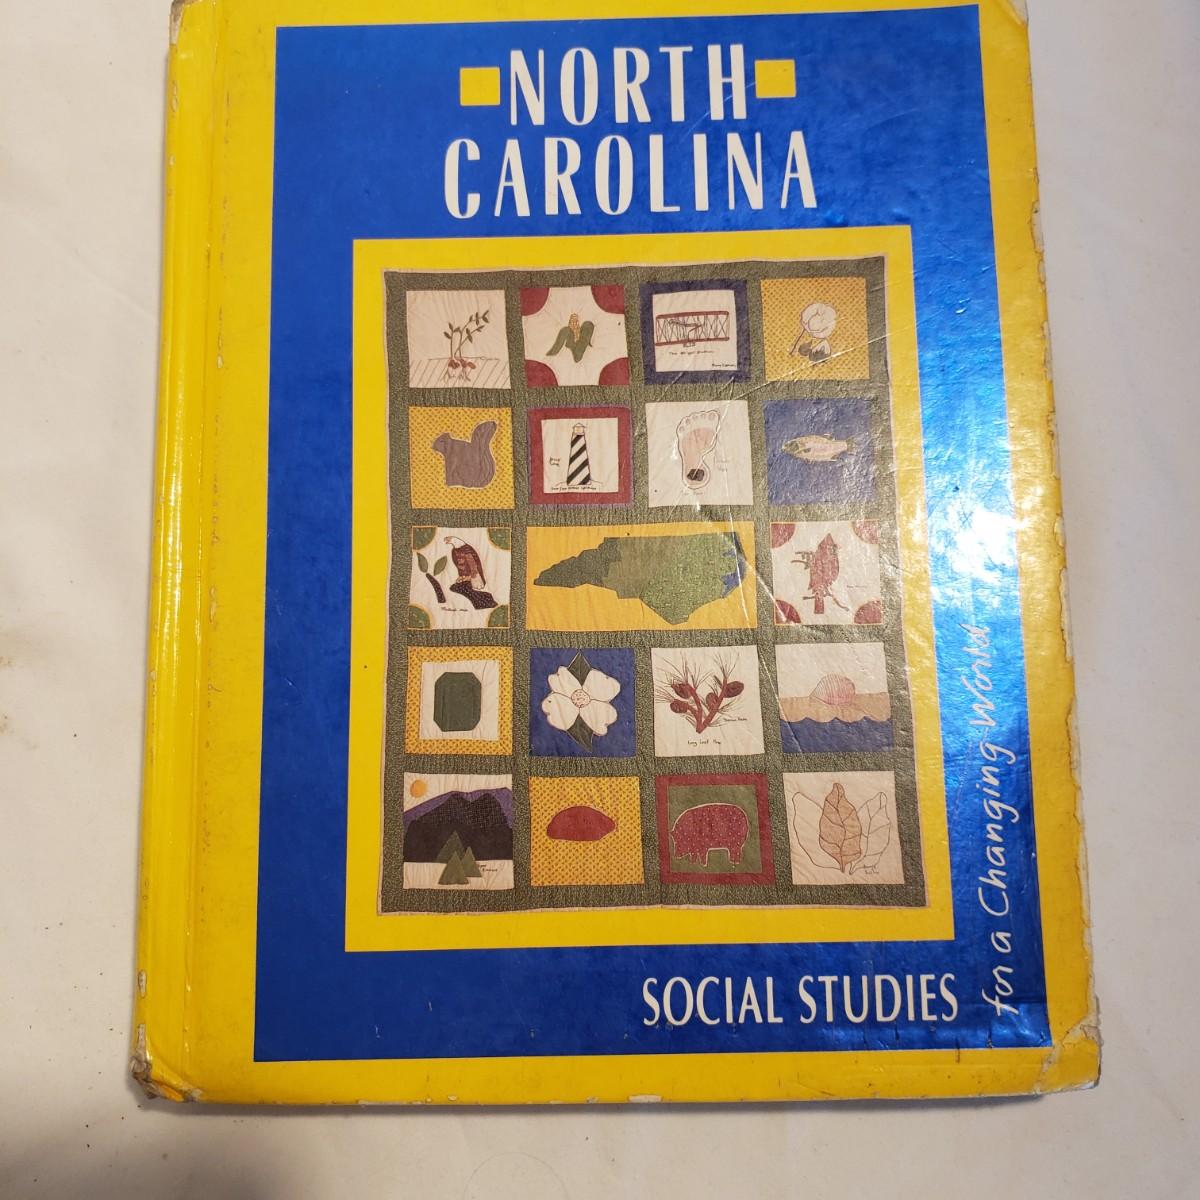 NORTH
CAROLINA
SOCIAL STUDIES
for a Changing World